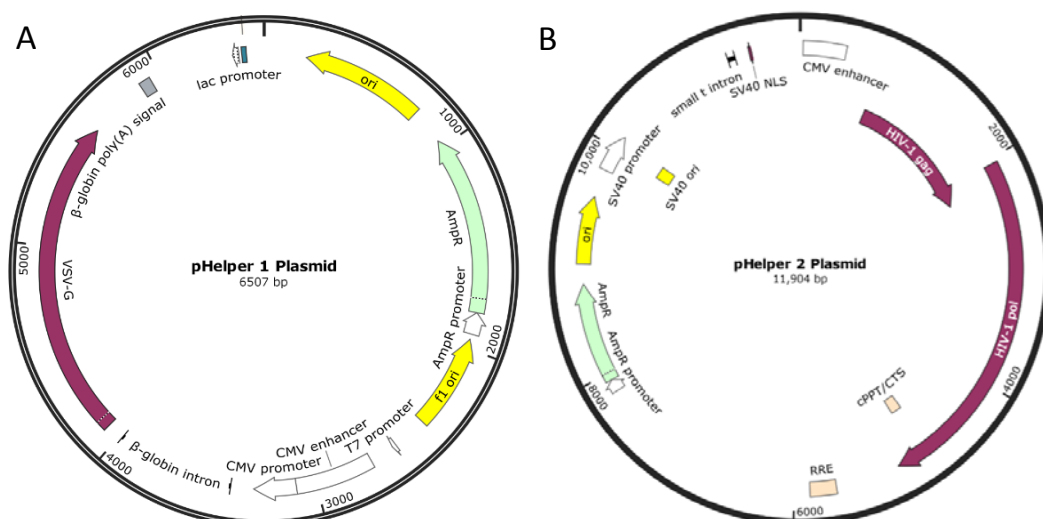 A
6000
lac promoter
ori
1000
β-globin poly(A) signal
AmpR
5000
VSV-G
pHelper 1 Plasmid
6507 bp
AmpR promoter
2000
f1 ori
T7 promoter
CMV enhancer
CMV promoter
3000
β-globin intron
4000
B
CMV enhancer
SV40 NLS
small t intron
2000
HIV-1 gag
10,000
SV40 promoter
SV40 ori
ori
pHelper 2 Plasmid
11,904 bp
HIV-1 pol
AmpR
AmpR promoter
8000
cPPT/CTS
4000
RRE
6000